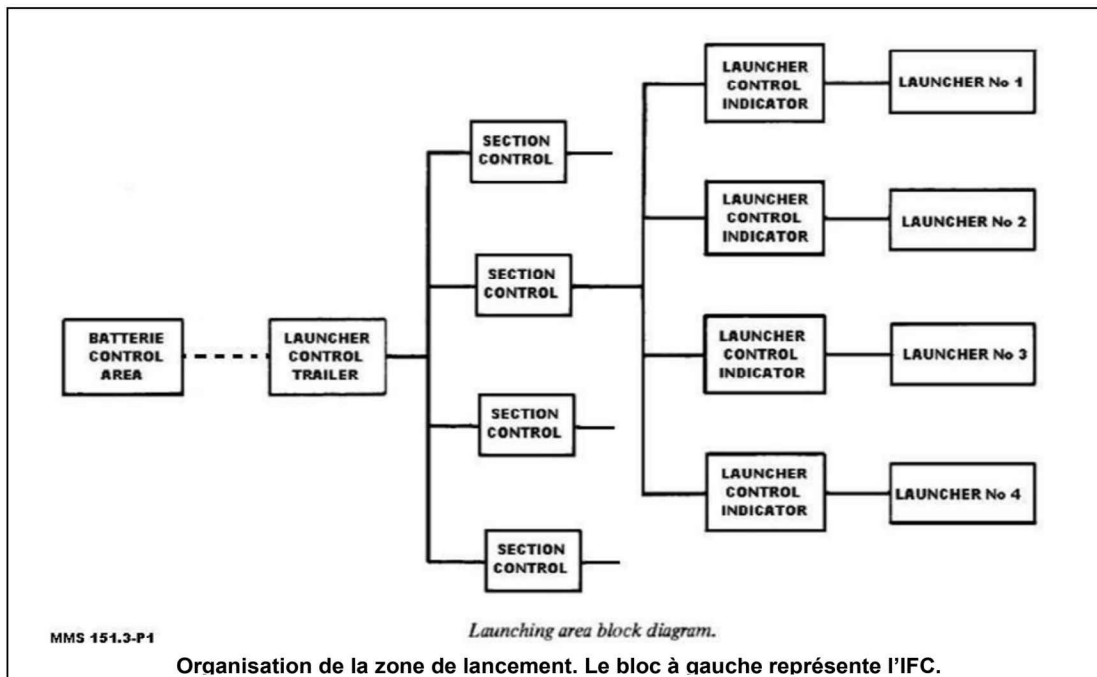 BATTERIE
CONTROL
AREA
LAUNCHER
CONTROL
TRAILER
SECTION
CONTROL
SECTION
CONTROL
SECTION
CONTROL
SECTION
CONTROL
LAUNCHER
CONTROL
INDICATOR
LAUNCHER No 1
LAUNCHER
CONTROL
INDICATOR
LAUNCHER No 2
LAUNCHER
CONTROL
INDICATOR
LAUNCHER No 3
LAUNCHER
CONTROL
INDICATOR
LAUNCHER No 4
MMS 151.3-P1
Launching area block diagram.
Organisation de la zone de lancement. Le bloc à gauche représente l’IFC.